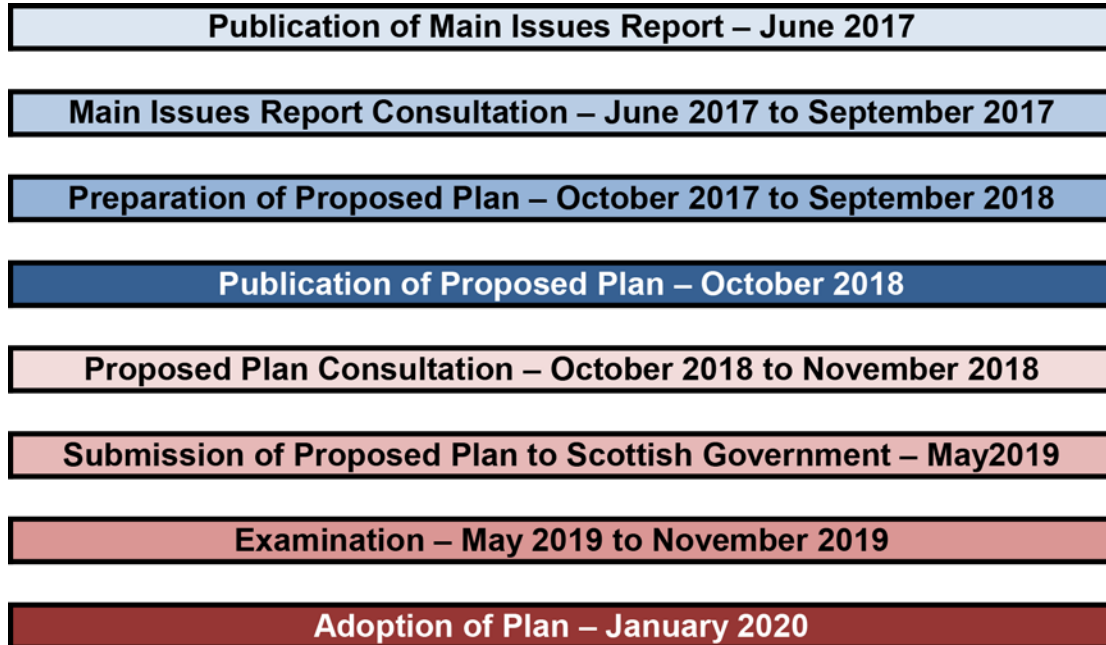 Publication of Main Issues Report – June 2017
Main Issues Report Consultation – June 2017 to September 2017
Preparation of Proposed Plan – October 2017 to September 2018
Publication of Proposed Plan – October 2018
Proposed Plan Consultation – October 2018 to November 2018
Submission of Proposed Plan to Scottish Government – May2019
Examination – May 2019 to November 2019
Adoption of Plan – January 2020